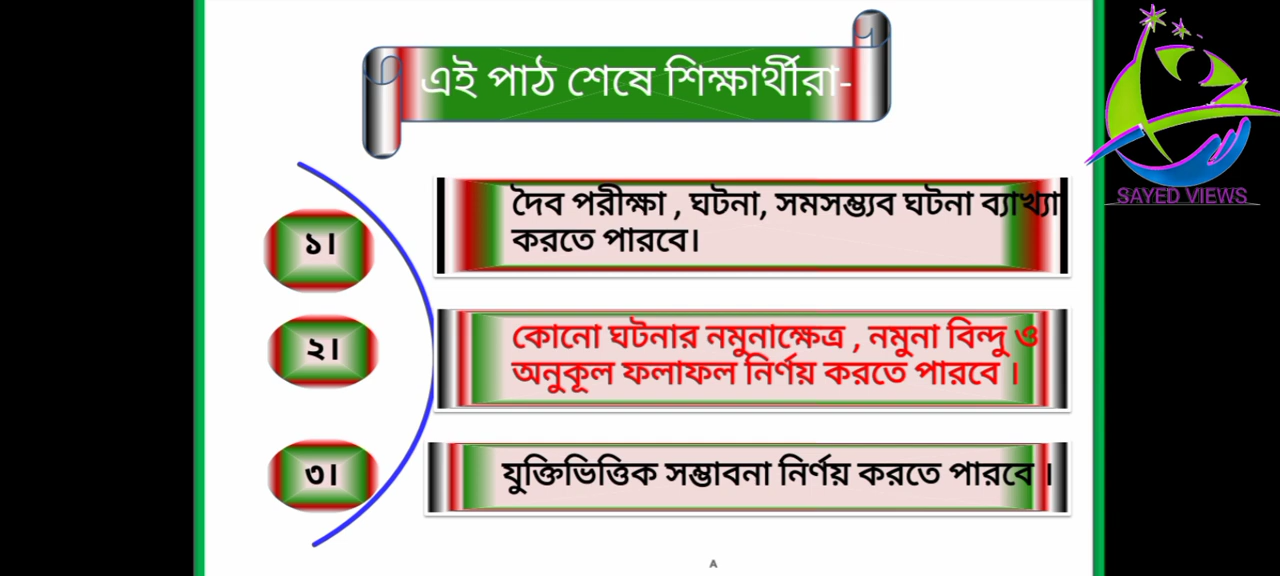 এই পাঠ শেষে শিক্ষার্থীরা-
SAYED VIEWS
১।
দৈব পরীক্ষা , ঘটনা, সমসম্ভ্যব ঘটনা ব্যাখ্যা
করতে পারবে।
২।
কোনো ঘটনার নমুনাক্ষেত্র , নমুনা বিন্দু ও
অনুকূল ফলাফল নির্ণয় করতে পারবে ।
৩।
যুক্তিভিত্তিক সম্ভাবনা নির্ণয় করতে পারবে ।
A